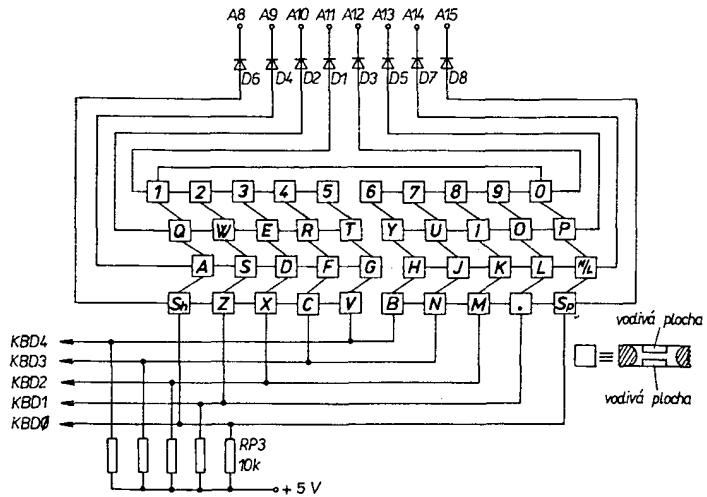 A8 A9 A10 A11 A12 A13 A14 A15
D6 D4 D2 D1 D3 D5 D7 D8
1 2 3 4 5 6 7 8 9 0
Q W E R T Y U I O P
A S D F G H J K L N/L
Sh Z X C V B N M . Sp
KBD4
KBD3
KBD2
KBD1
KBDØ
vodivá plocha
vodivá plocha
RP3
10k
+ 5 V